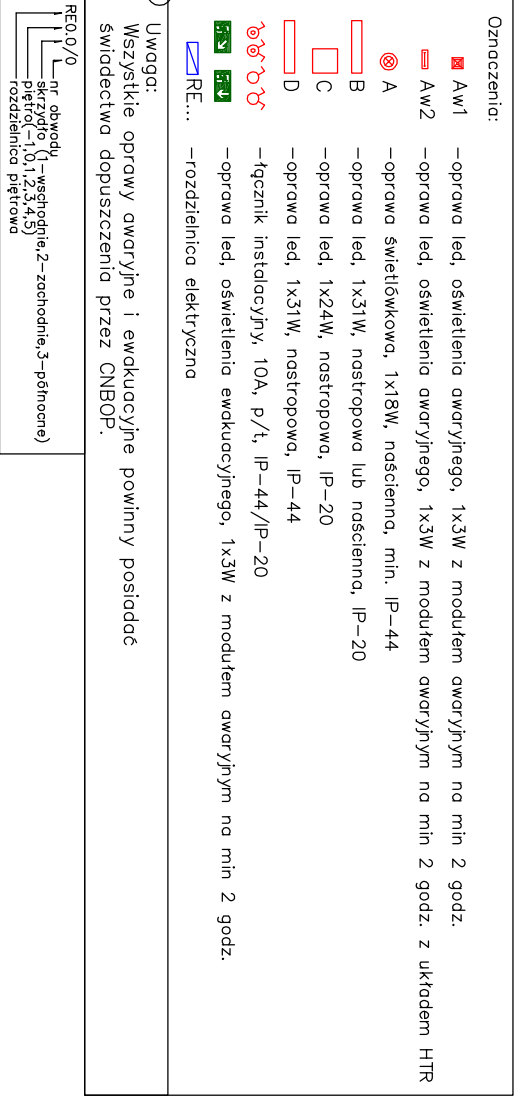 Oznaczenia:
Aw1 –oprawa led, oświetlenia awaryjnego, 1x3W z modułem awaryjnym na min 2 godz.
Aw2 –oprawa led, oświetlenia awaryjnego, 1x3W z modułem awaryjnym na min 2 godz. z układem HTR
A –oprawa świetlówkowa, 1x18W, naścienna, min. IP–44
B –oprawa led, 1x31W, nastropowa lub naścienna, IP–20
C –oprawa led, 1x24W, nastropowa, IP–20
D –oprawa led, 1x31W, nastropowa, IP–44
–łącznik instalacyjny, 10A, p/t, IP–44/IP–20
–oprawa led, oświetlenia ewakuacyjnego, 1x3W z modułem awaryjnym na min 2 godz.
RE... –rozdzielnica elektryczna
Uwaga:
Wszystkie oprawy awaryjne i ewakuacyjne powinny posiadać
świadectwa dopuszczenia przez CNBOP.
RE0.0/0
nr obwodu
skrzydło (1–wschodnie,2–zachodnie,3–północne)
piętro(–1,0,1,2,3,4,5)
rozdzielnica piętrowa